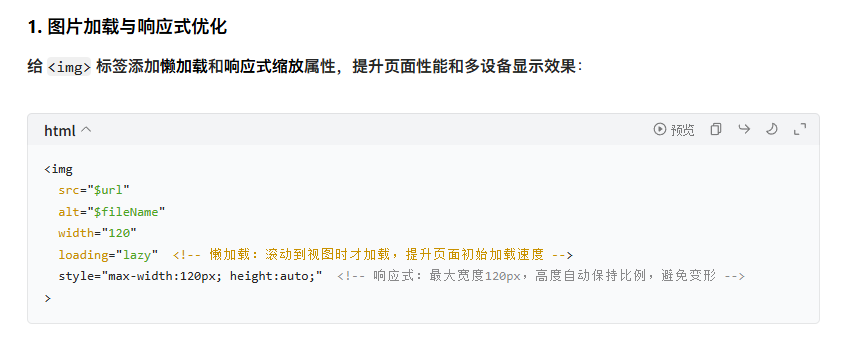 1. 图片加载与响应式优化
给 <img> 标签添加懒加载和响应式缩放属性，提升页面性能和多设备显示效果：
html 预览
<img
  src="$url"
  alt="$fileName"
  width="120"
  loading="lazy"  <!-- 懒加载：滚动到视图时才加载，提升页面初始加载速度 -->
  style="max-width:120px; height:auto;"  <!-- 响应式：最大宽度120px，高度自动保持比例，避免变形 -->
>